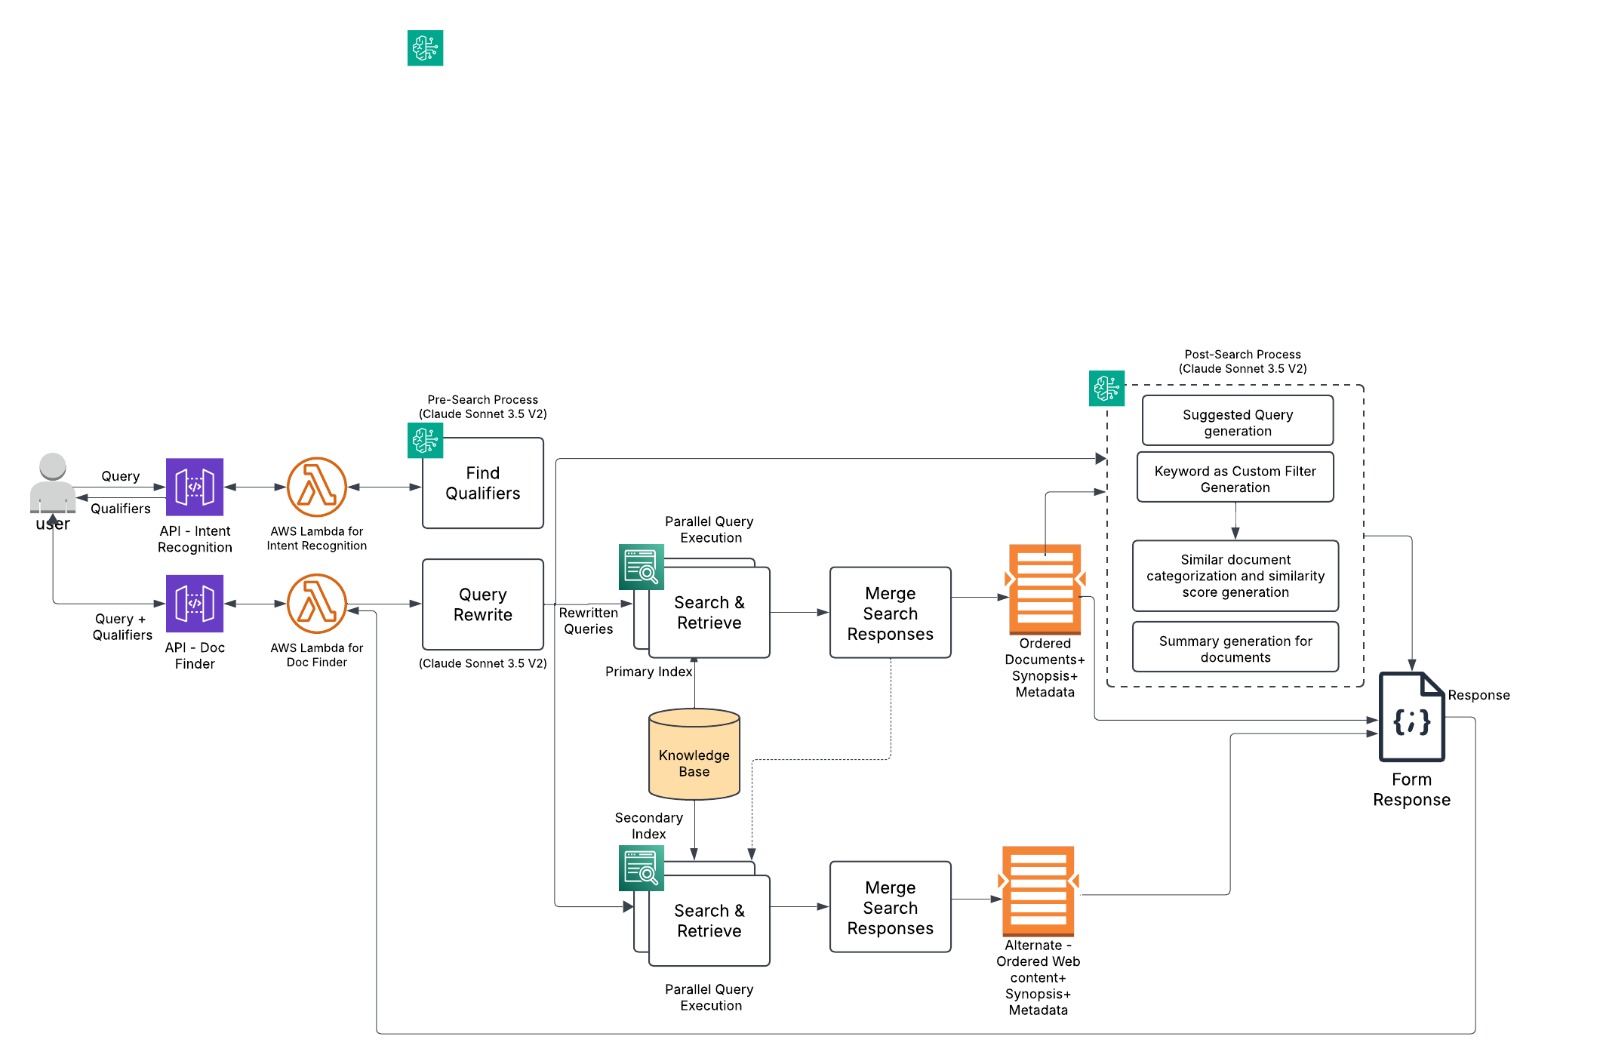 Post-Search Process
(Claude Sonnet 3.5 V2)
Suggested Query
generation
Keyword as Custom Filter
Generation
Similar document
categorization and similarity
score generation
Summary generation for
documents
Pre-Search Process
(Claude Sonnet 3.5 V2)
Find
Qualifiers
Query
Qualifiers
user
API - Intent
Recognition
AWS Lambda for
Intent Recognition
Query +
Qualifiers
API - Doc
Finder
AWS Lambda for
Doc Finder
Query
Rewrite
(Claude Sonnet 3.5 V2)
Rewritten
Queries
Parallel Query
Execution
Search &
Retrieve
Primary Index
Merge
Search
Responses
Ordered
Documents+
Synopsis+
Metadata
Knowledge
Base
Secondary
Index
Search &
Retrieve
Parallel Query
Execution
Merge
Search
Responses
Alternate -
Ordered Web
content+
Synopsis+
Metadata
{;}
Response
Form
Response